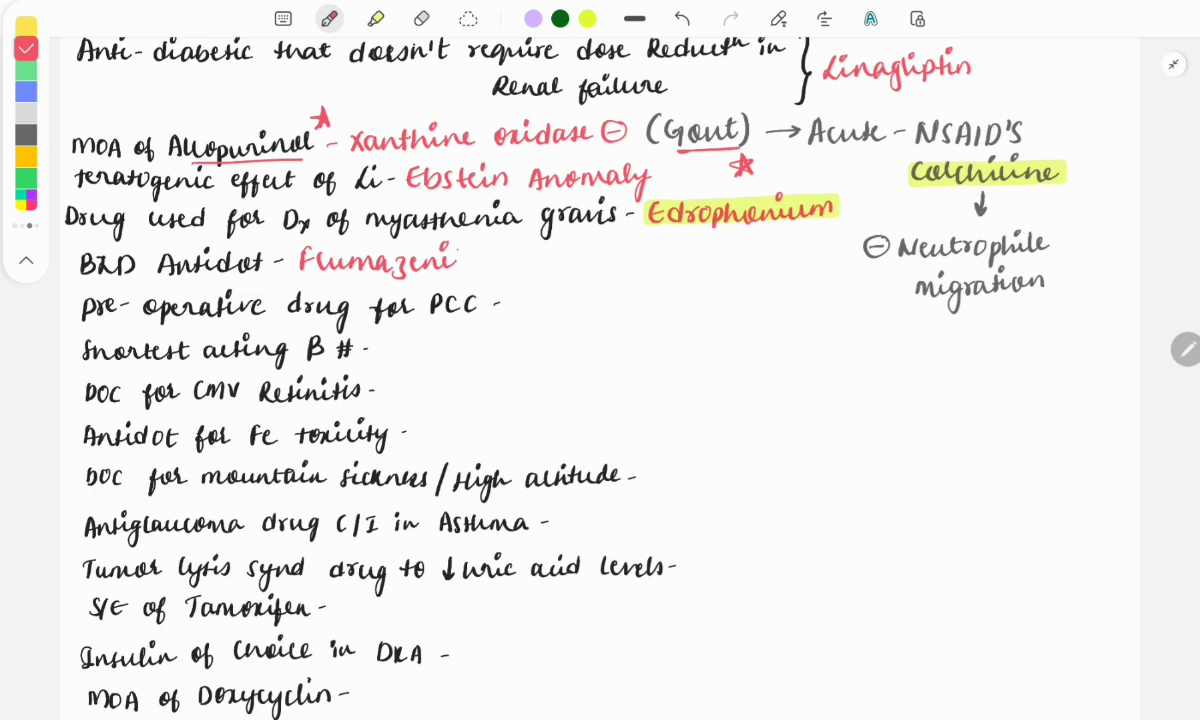 Anti-diabetic that doesn't require dose Reductn in
Renal failure } Linagliptin
MOA of Allopurinol - Xanthine oxidase ⊖ (Gout) → Acute - NSAID'S
Colchicine
↓
⊖ Neutrophile
migration
teratogenic effect of Li - Ebstein Anomaly
Drug used for Dx of myasthenia gravis - Edrophonium
BZD Antidot - Flumazeni
Pre-operative drug for PCC -
Shortest acting β # -
DOC for CMV Retinitis -
Antidot for Fe toxicity -
DOC for mountain sickness / High altitude -
Antiglaucoma drug C/I in Asthma -
Tumor lysis synd drug to ↓ uric acid levels -
S/E of Tamoxifen -
Insulin of choice in DKA -
MOA of Doxycyclin -